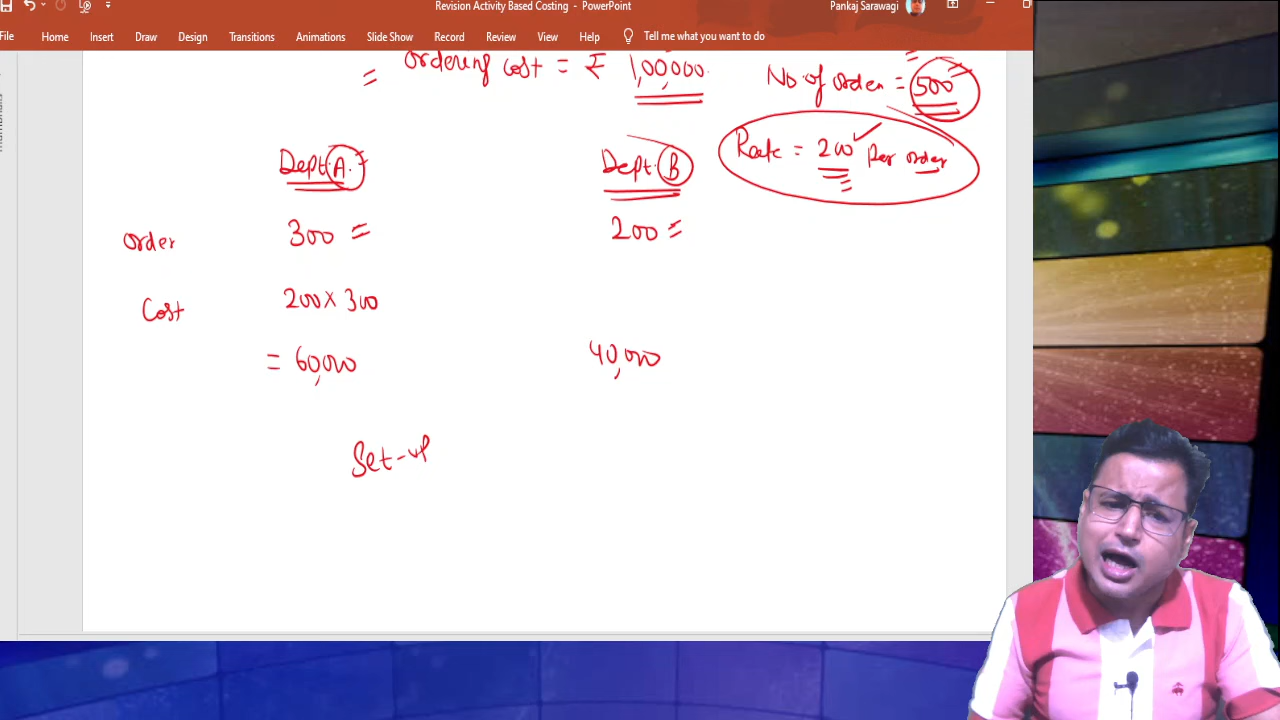 Revision Activity Based Costing - PowerPoint
Pankaj Sarawagi
File Home Insert Draw Design Transitions Animations Slide Show Record Review View Help Tell me what you want to do
= ordering cost = ₹ 1,00,000.
No of order = 500
Rate = 200 Per order
Dept. A. Dept. B
order 300 = 200 =
Cost 200 × 300
= 60,000 40,000
Set-up